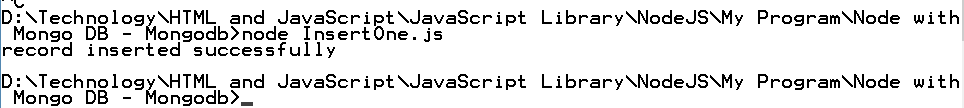 ^C
D:\Technology\HTML and JavaScript\JavaScript Library\NodeJS\My Program\Node with
 Mongo DB - Mongodb>node InsertOne.js
record inserted successfully
D:\Technology\HTML and JavaScript\JavaScript Library\NodeJS\My Program\Node with
 Mongo DB - Mongodb>_